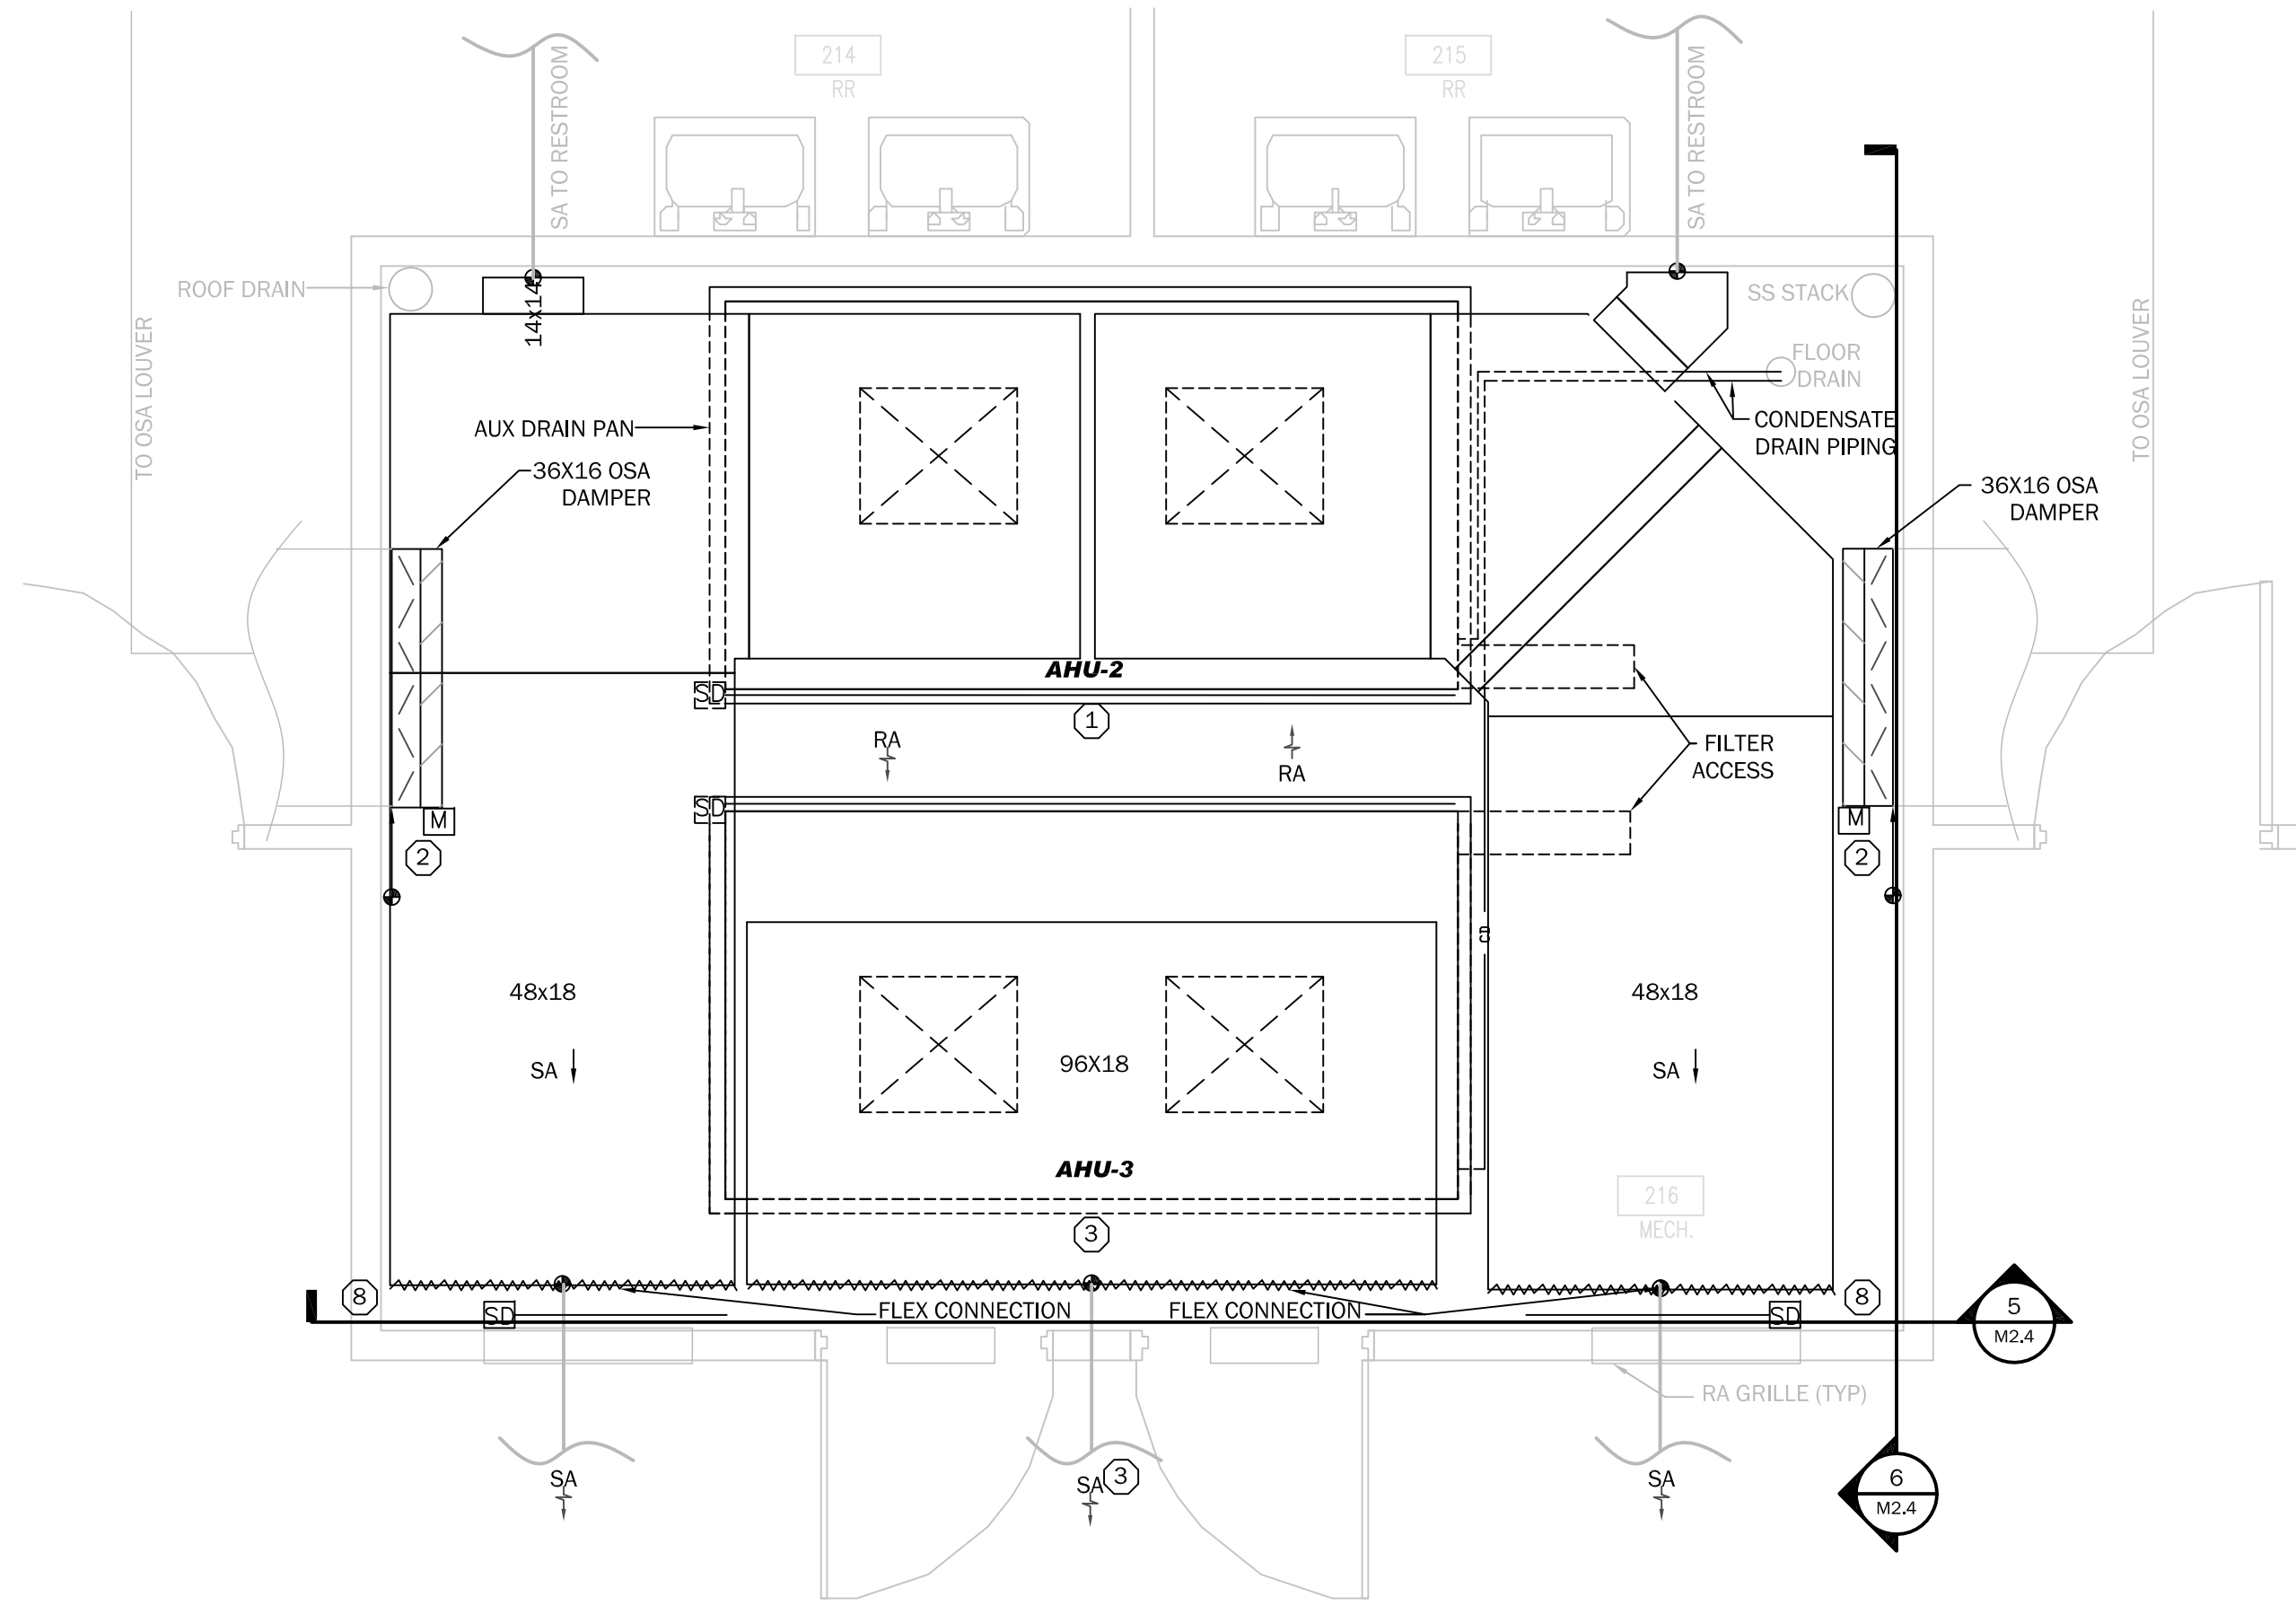 SA TO RESTROOM
214
RR
215
RR
SA TO RESTROOM
ROOF DRAIN
14x14
SS STACK
TO OSA LOUVER
TO OSA LOUVER
FLOOR
DRAIN
AUX DRAIN PAN
CONDENSATE
DRAIN PIPING
36X16 OSA
DAMPER
36X16 OSA
DAMPER
AHU-2
SD
1
RA
RA
FILTER
ACCESS
SD
M
M
2
2
CD
48x18
48x18
96X18
SA
SA
AHU-3
216
MECH.
3
8
8
SD
FLEX CONNECTION
FLEX CONNECTION
SD
5
M2.4
RA GRILLE (TYP)
SA
SA
3
SA
6
M2.4